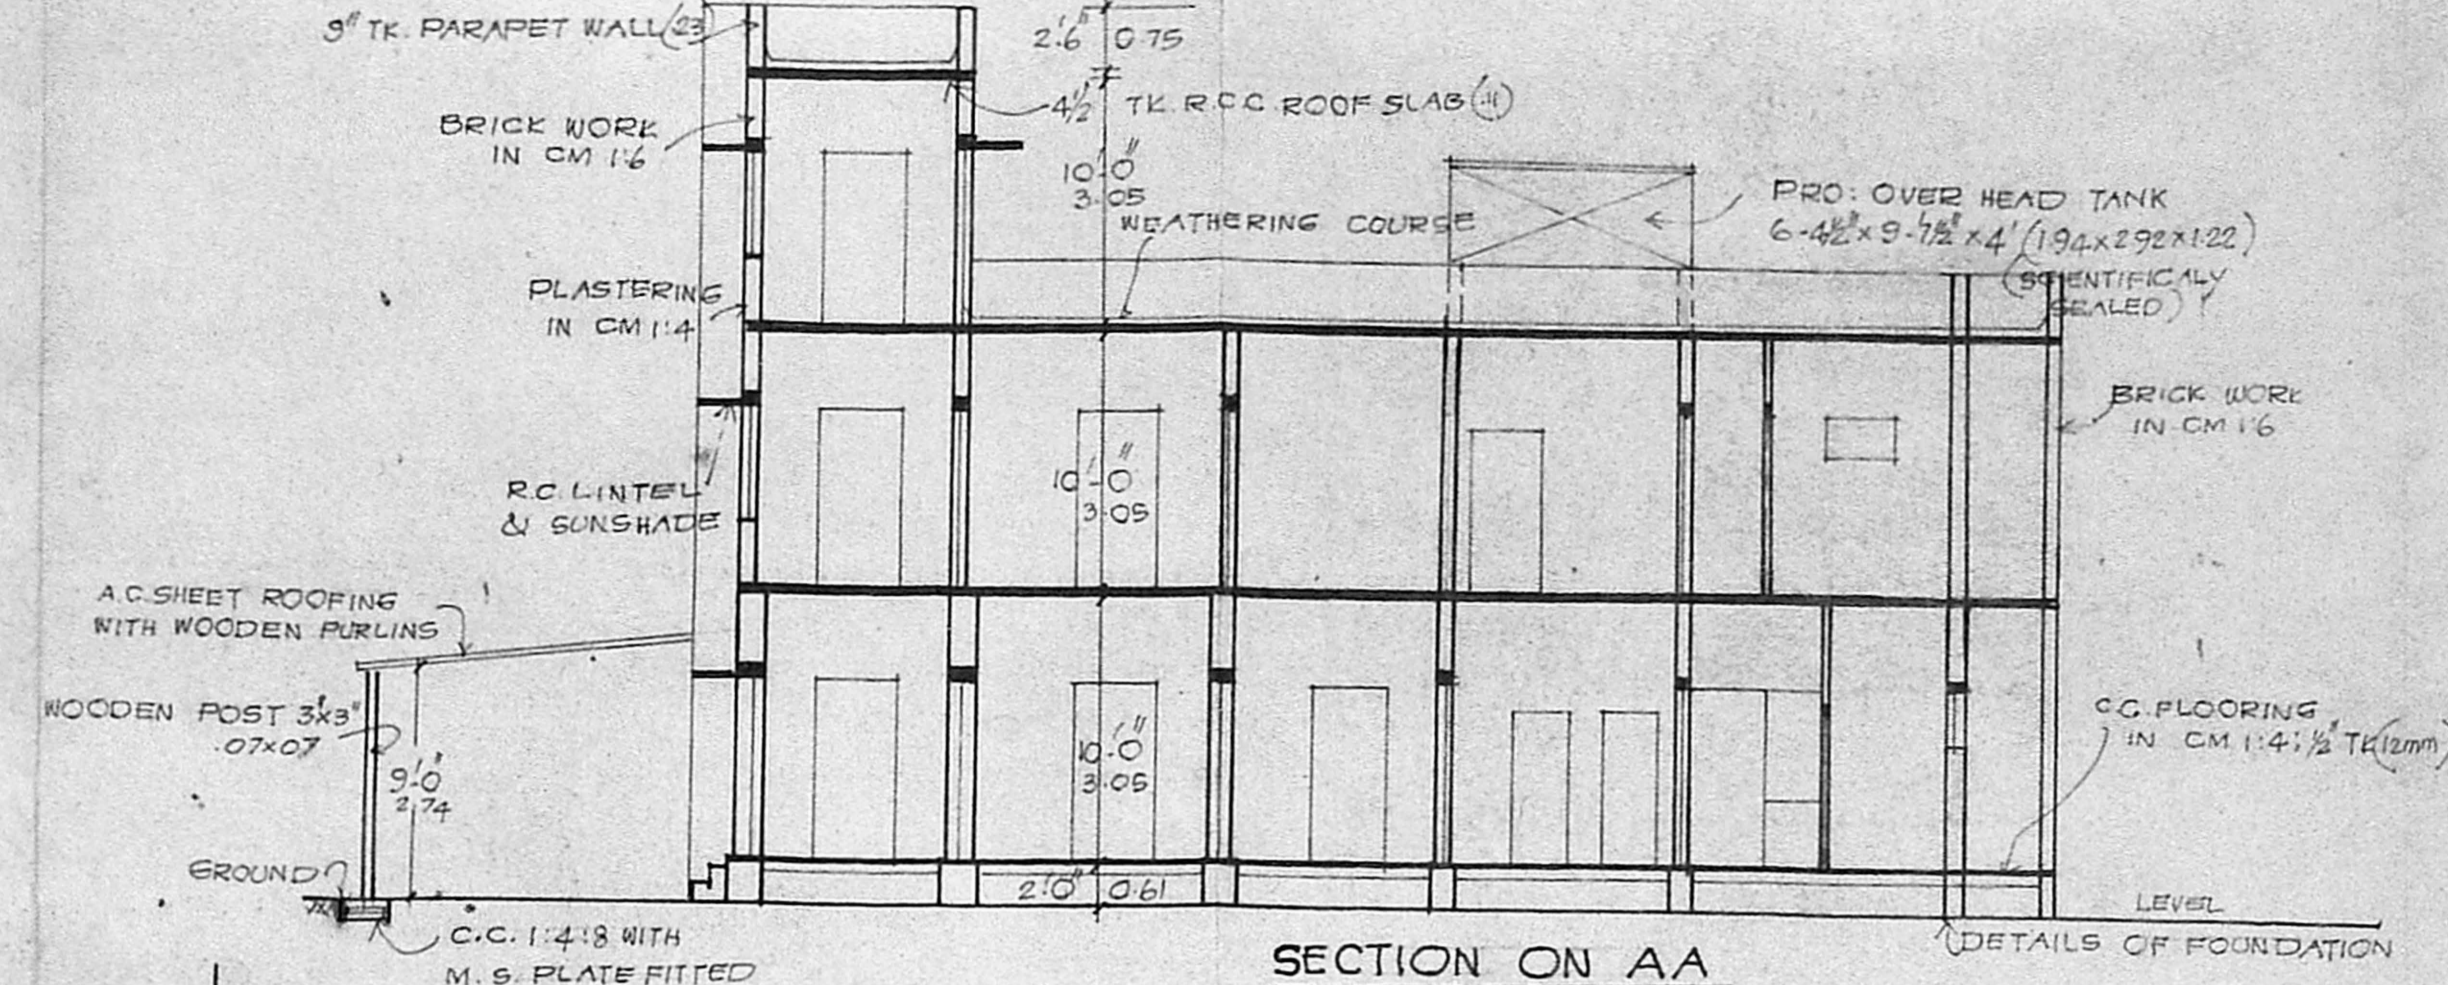 9" TK. PARAPET WALL (.23)
2'.6" 0.75
4½" TK. R.C.C. ROOF SLAB (.11)
BRICK WORK
IN CM 1:6
10'-0"
3.05
WEATHERING COURSE
PRO: OVER HEAD TANK
6-4½" x 9-7½" x 4' (1.94x2.92x1.22)
(SCIENTIFICALY
SEALED)
PLASTERING
IN CM 1:4
BRICK WORK
IN CM 1:6
R.C. LINTEL
& SUNSHADE
10'-0"
3.05
A.C. SHEET ROOFING
WITH WOODEN PURLINS
WOODEN POST 3"x3"
.07x07
9'-0"
2.74
10'-0"
3.05
C.C. FLOORING
IN CM 1:4; ½" TK (12mm)
GROUND
2'.0" 0.61
LEVEL
C.C. 1:4:8 WITH
M.S. PLATE FITTED
SECTION ON AA
DETAILS OF FOUNDATION